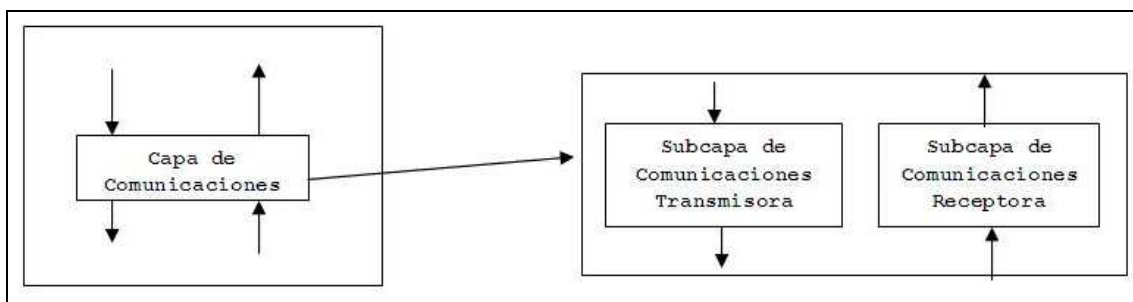 Capa de
Comunicaciones
Subcapa de
Comunicaciones
Transmisora
Subcapa de
Comunicaciones
Receptora